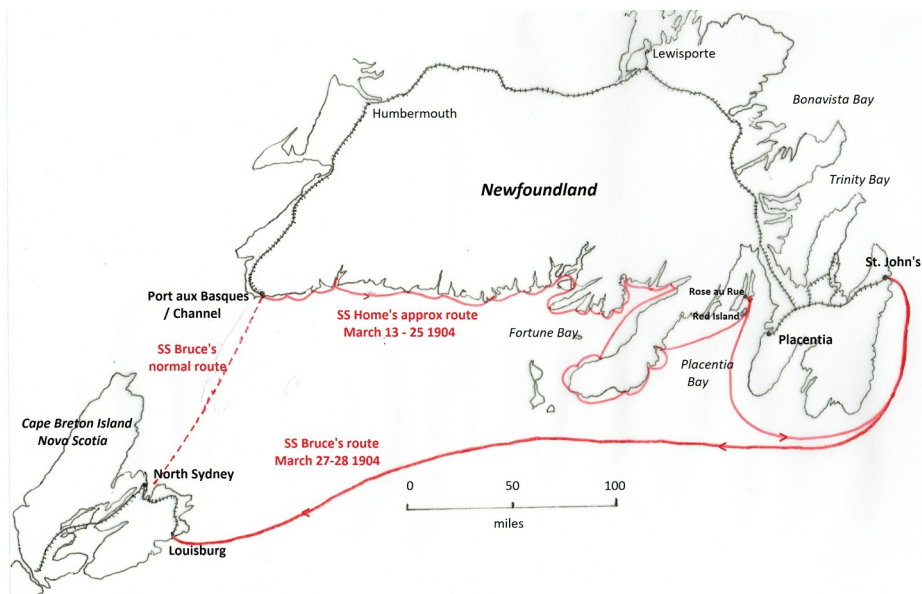 Lewisporte
Bonavista Bay
Humbermouth
Trinity Bay
Newfoundland
St. John's
Rose au Rue
Port aux Basques
/ Channel
SS Home's approx route
March 13 - 25 1904
Red Island
Fortune Bay
Placentia
SS Bruce's
normal route
Placentia
Bay
Cape Breton Island
Nova Scotia
SS Bruce's route
March 27-28 1904
North Sydney
0 50 100
miles
Louisburg